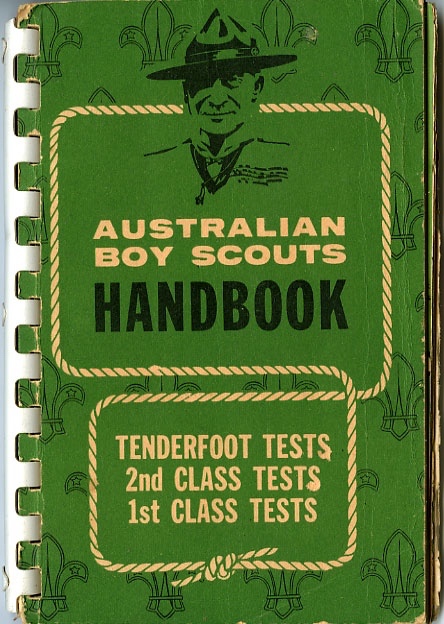 AUSTRALIAN
BOY SCOUTS
HANDBOOK
TENDERFOOT TESTS
2nd CLASS TESTS
1st CLASS TESTS